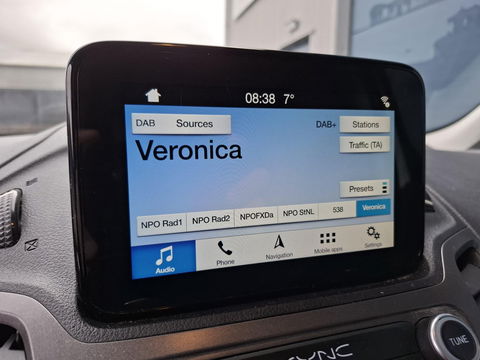 08:38 7°
DAB Sources DAB+ Stations
Veronica Traffic (TA)
Presets
NPO Rad1 NPO Rad2 NPOFXDa NPO StNL 538 Veronica
Audio Phone Navigation Mobile apps Settings
SYNC
TUNE